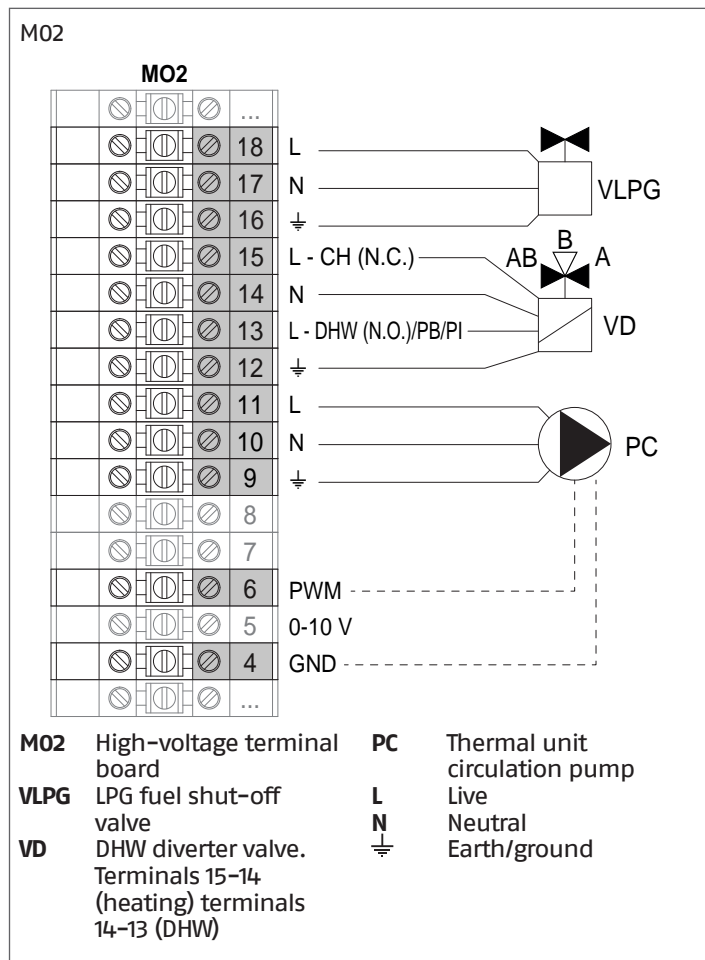 M02
MO2
...
18 L
17 N VLPG
16 ⏚
15 L - CH (N.C.) AB B A
14 N
13 L - DHW (N.O.)/PB/PI VD
12 ⏚
11 L
10 N PC
9 ⏚
8
7
6 PWM
5 0-10 V
4 GND
...
M02 High-voltage terminal
board
VLPG LPG fuel shut-off
valve
VD DHW diverter valve.
Terminals 15-14
(heating) terminals
14-13 (DHW)
PC Thermal unit
circulation pump
L Live
N Neutral
⏚ Earth/ground